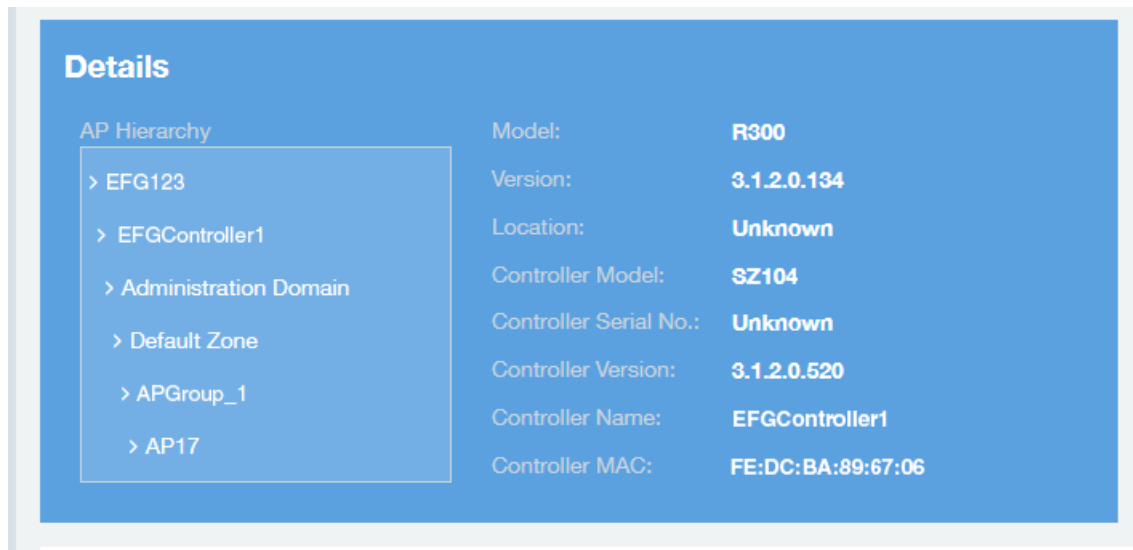 Details
AP Hierarchy
> EFG123
> EFGController1
> Administration Domain
> Default Zone
> APGroup_1
> AP17
Model: R300
Version: 3.1.2.0.134
Location: Unknown
Controller Model: SZ104
Controller Serial No.: Unknown
Controller Version: 3.1.2.0.520
Controller Name: EFGController1
Controller MAC: FE:DC:BA:89:67:06